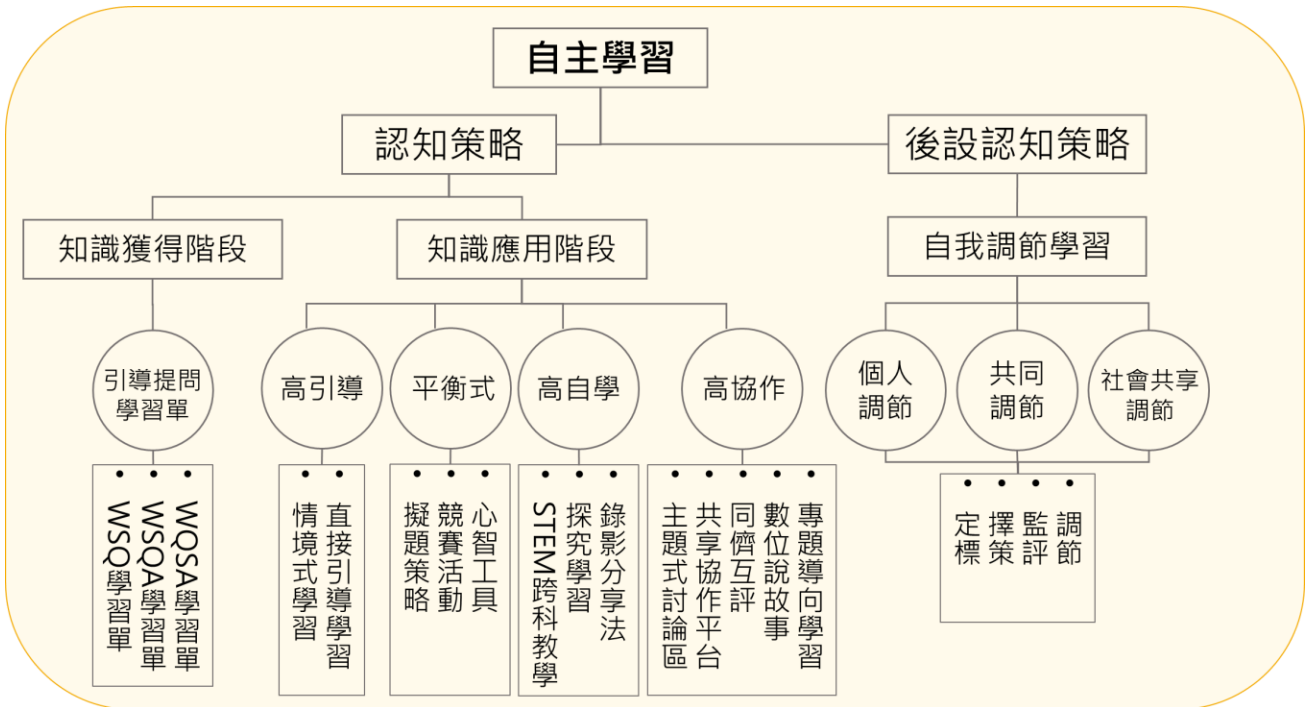 自主學習
認知策略
後設認知策略
知識獲得階段
知識應用階段
自我調節學習
引導提問
學習單
高引導
平衡式
高自學
高協作
個人
調節
共同
調節
社會共享
調節
• WQSA學習單
• WSQA學習單
• WSQ學習單
• 直接引導學習
• 情境式學習
• 心智工具
• 競賽活動
• 擬題策略
• 錄影分享法
• 探究學習
• STEM跨科教學
• 專題導向學習
• 數位說故事
• 同儕互評
• 共享協作平台
• 主題式討論區
• 調節
• 監評
• 擇策
• 定標